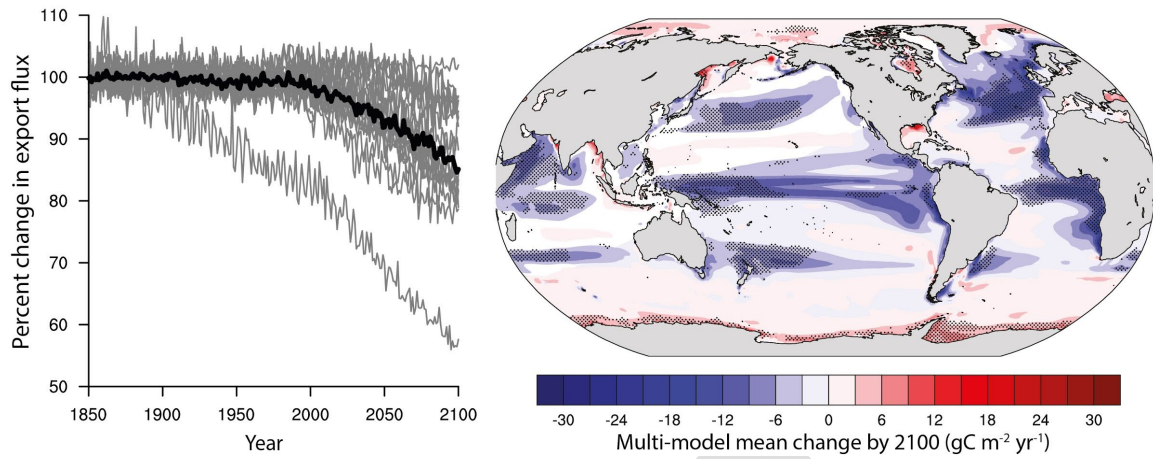 110
100
90
80
70
60
50
Percent change in export flux
1850 1900 1950 2000 2050 2100
Year
-30 -24 -18 -12 -6 0 6 12 18 24 30
Multi-model mean change by 2100 (gC m⁻² yr⁻¹)